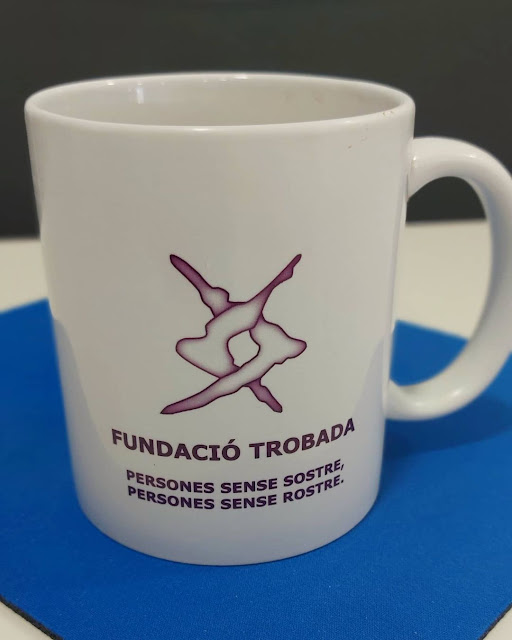 FUNDACIÓ TROBADA
PERSONES SENSE SOSTRE,
PERSONES SENSE ROSTRE.